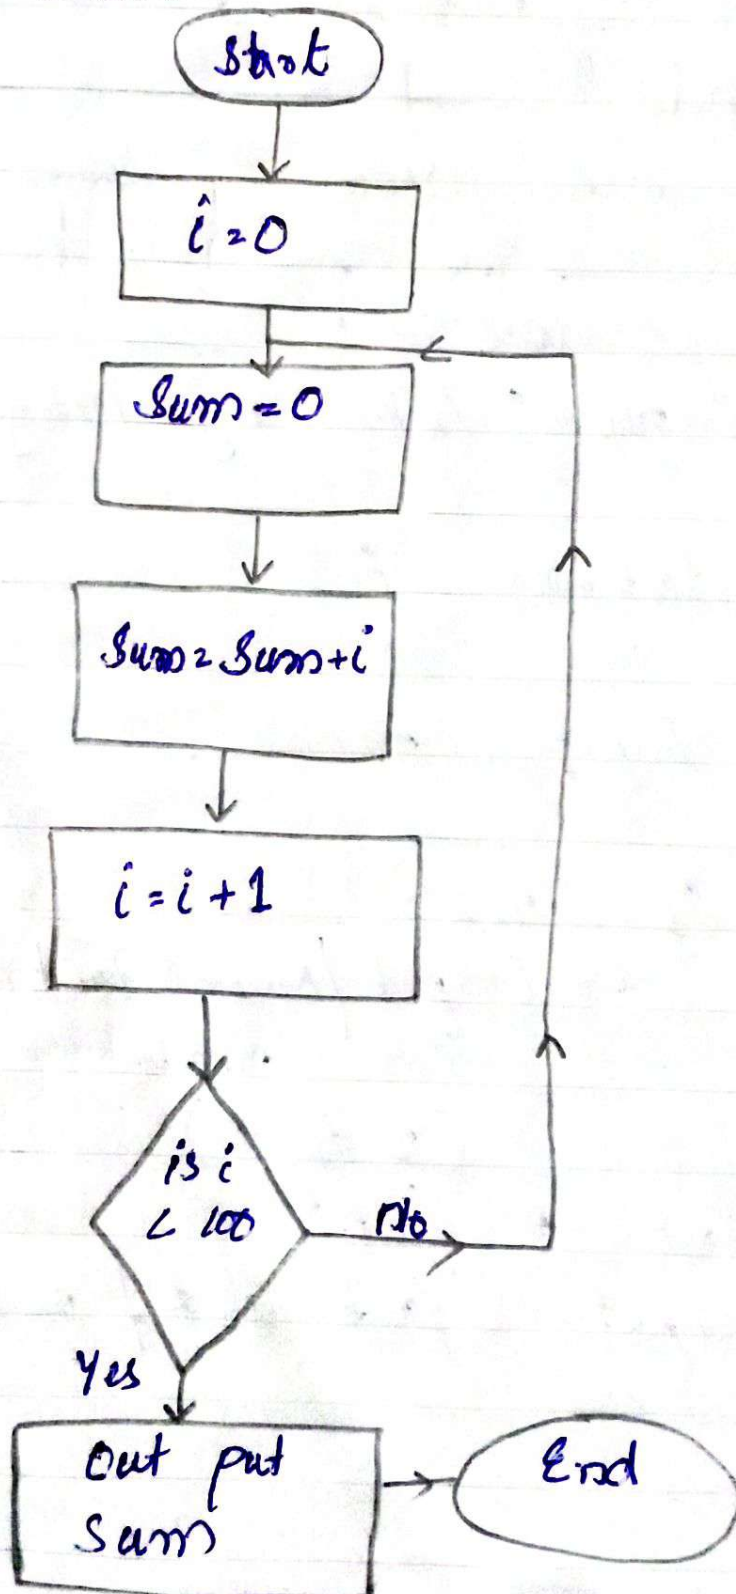 Start
i = 0
Sum = 0
Sum = Sum + i
i = i + 1
is i
< 100
No
Yes
Out put
Sum
End